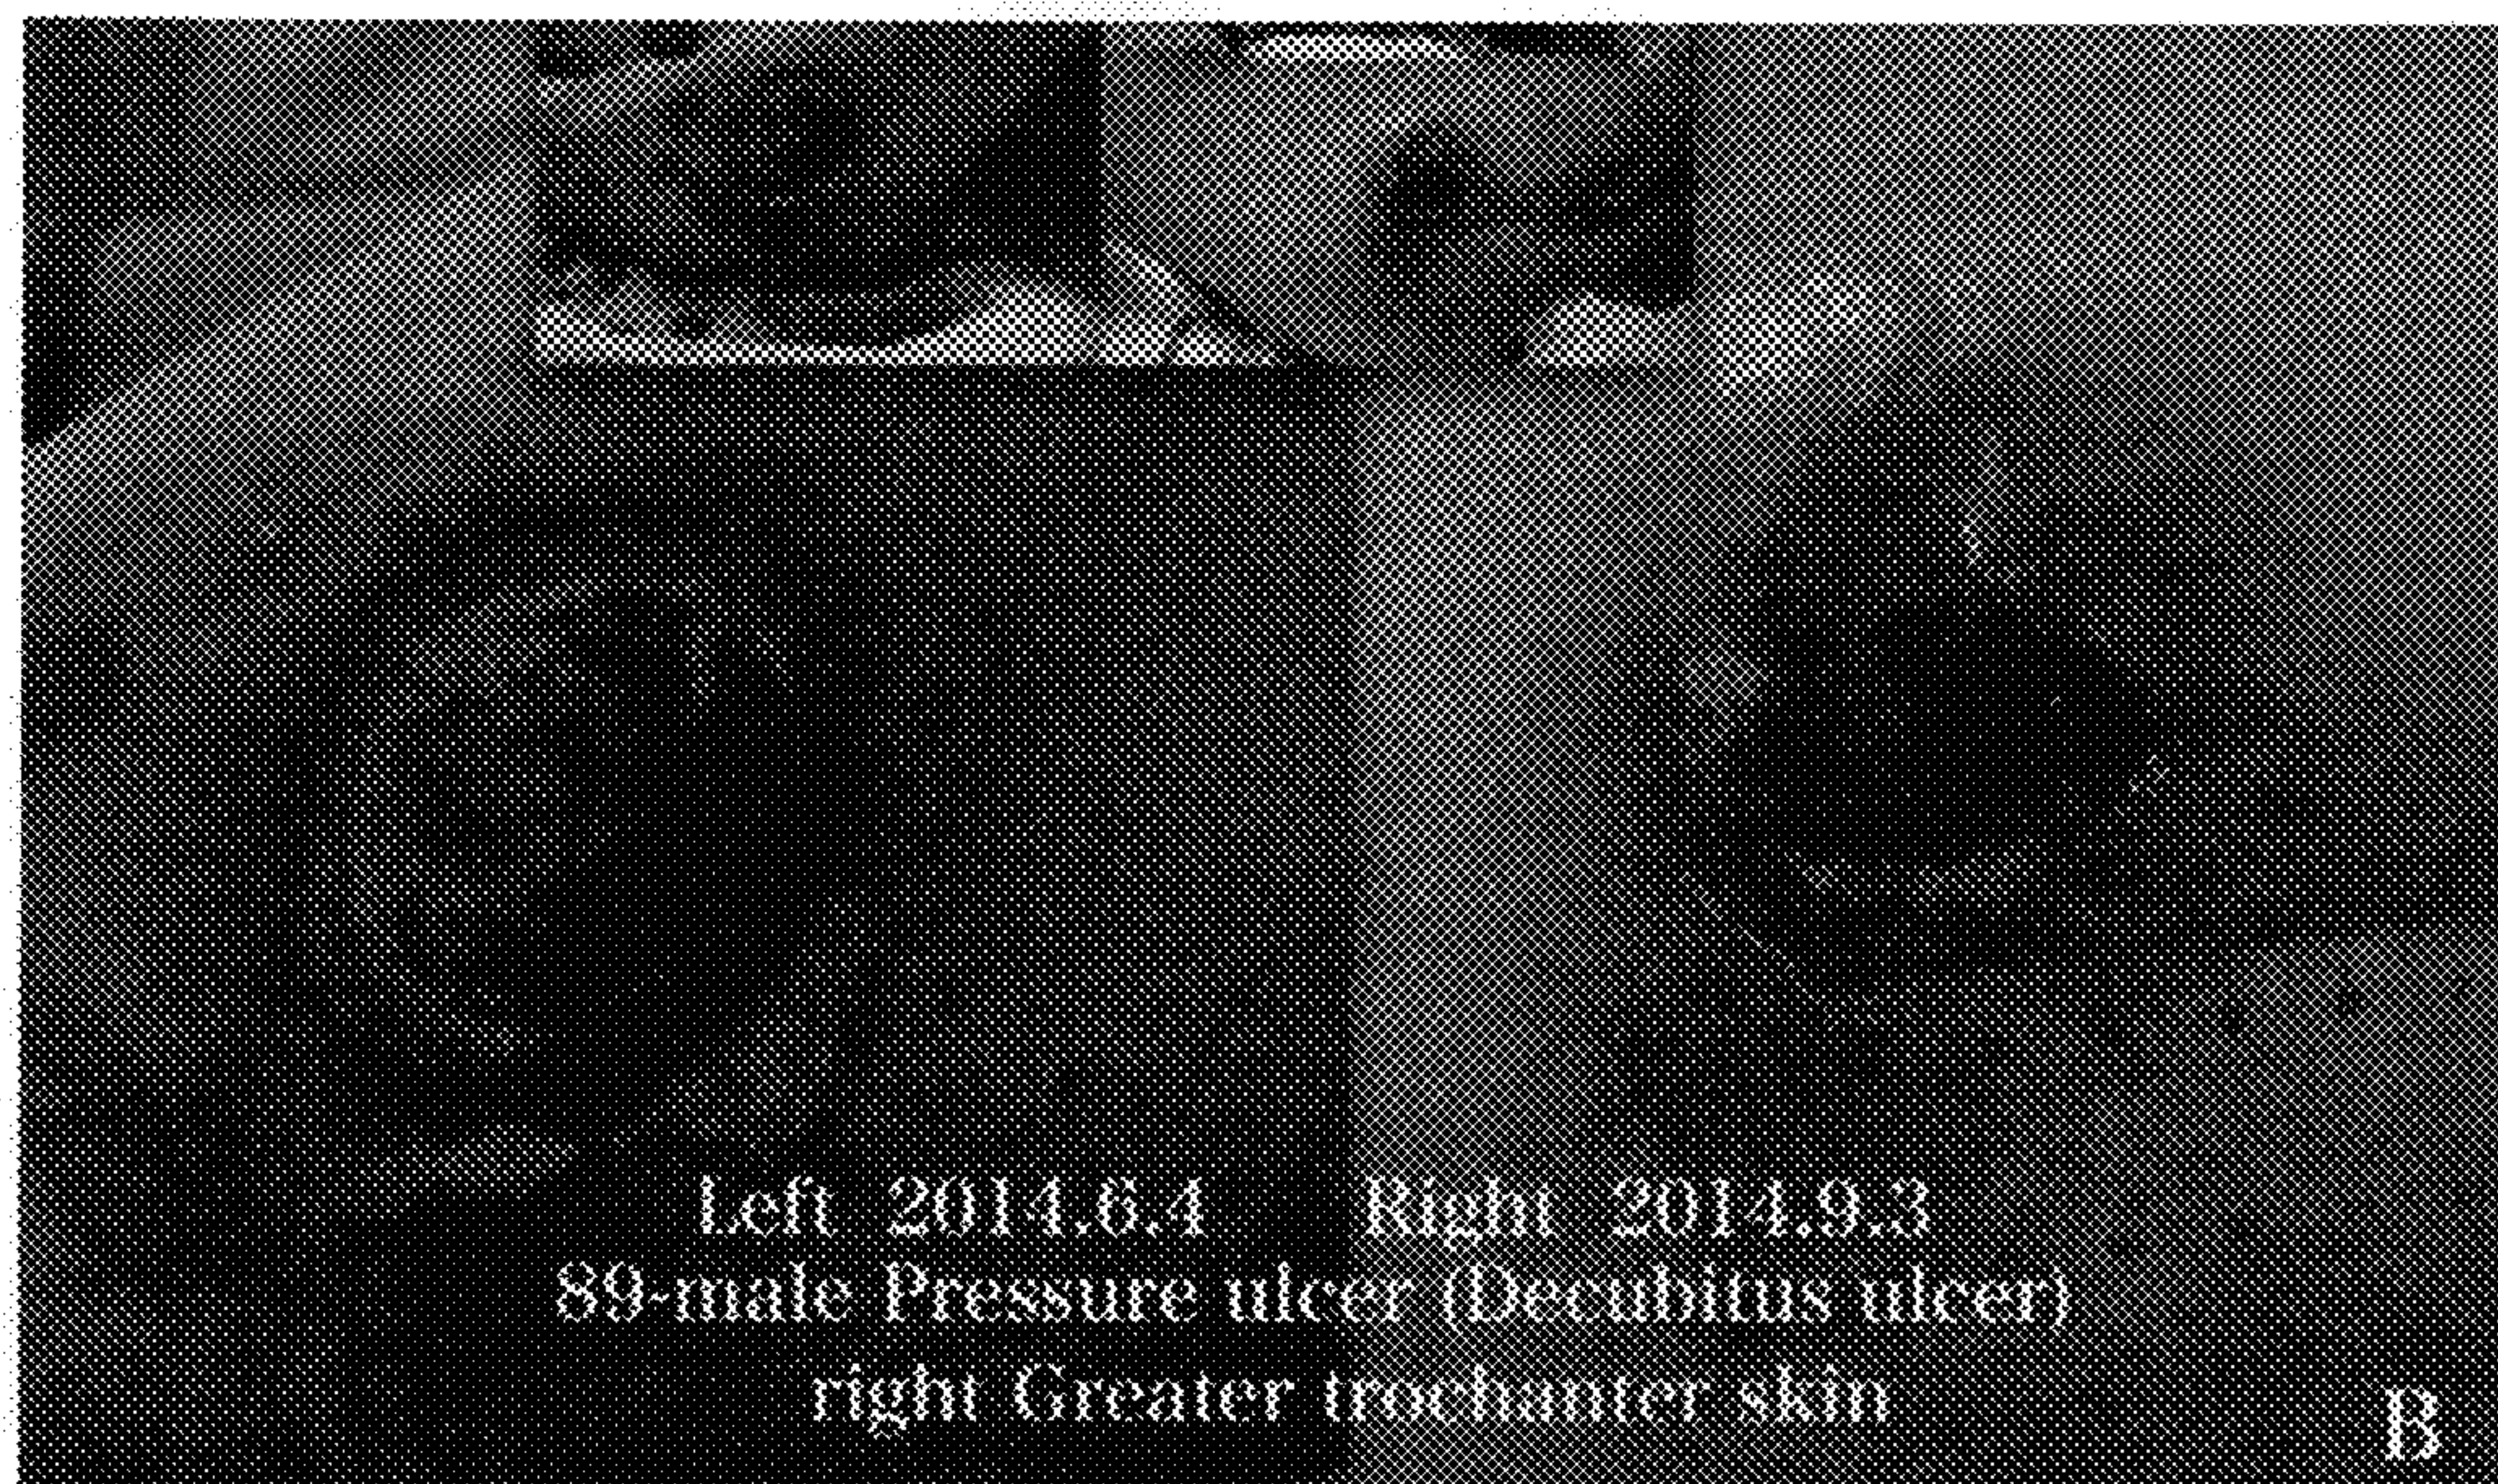 Left 2014.6.4 Right 2014.9.3
89-male Pressure ulcer (Decubitus ulcer)
right Greater trochanter skin
B